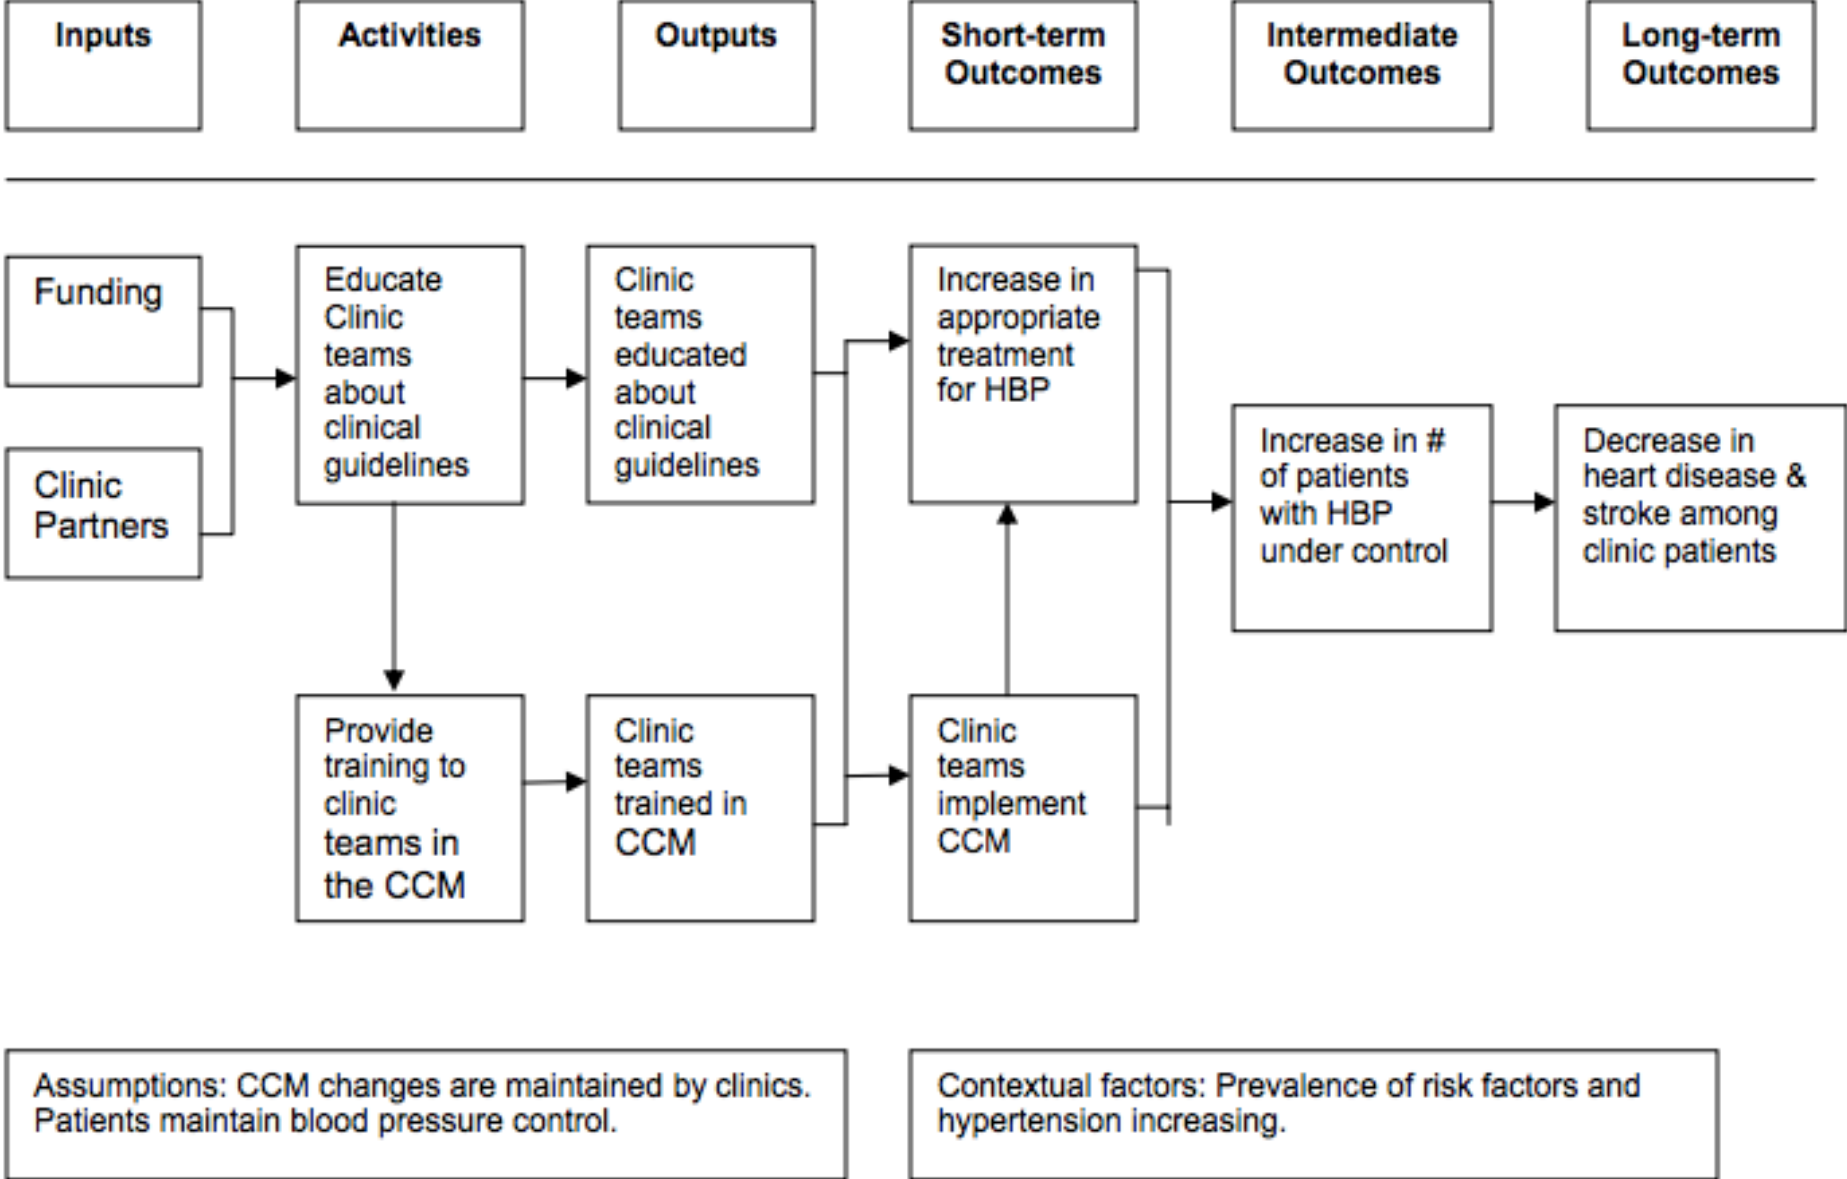 Inputs
Activities
Outputs
Short-term
Outcomes
Intermediate
Outcomes
Long-term
Outcomes
Funding
Clinic
Partners
Educate
Clinic
teams
about
clinical
guidelines
Clinic
teams
educated
about
clinical
guidelines
Increase in
appropriate
treatment
for HBP
Increase in #
of patients
with HBP
under control
Decrease in
heart disease &
stroke among
clinic patients
Provide
training to
clinic
teams in
the CCM
Clinic
teams
trained in
CCM
Clinic
teams
implement
CCM
Assumptions: CCM changes are maintained by clinics.
Patients maintain blood pressure control.
Contextual factors: Prevalence of risk factors and
hypertension increasing.